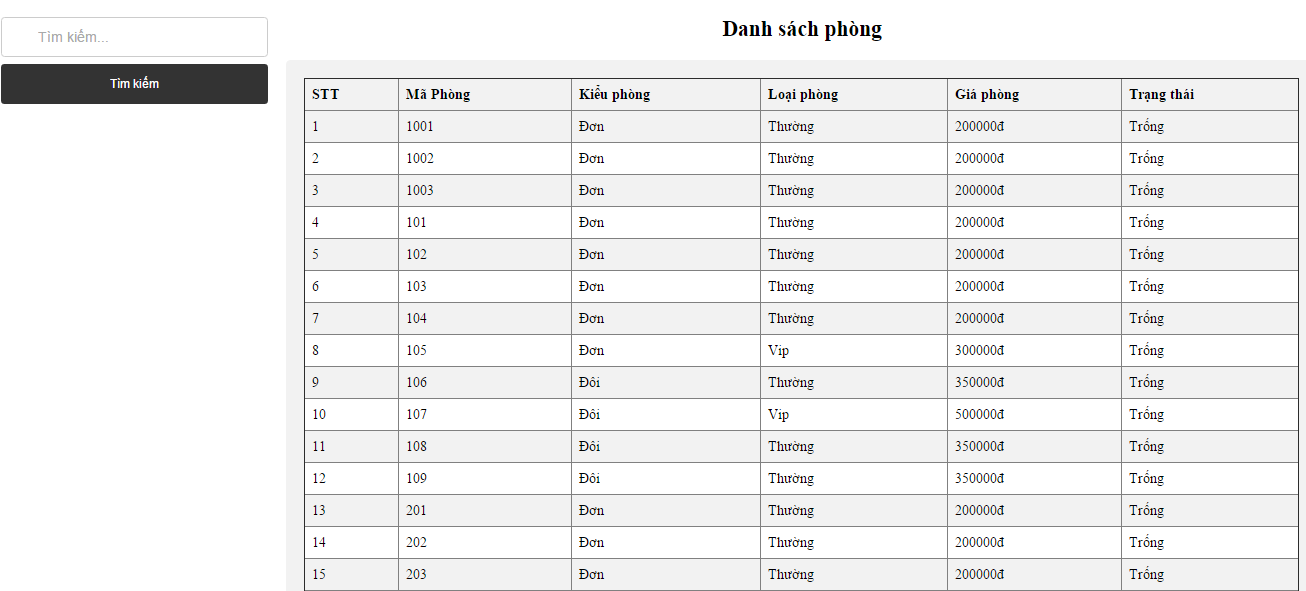 Tìm kiếm...
Tìm kiếm
Danh sách phòng
STT Mã Phòng Kiểu phòng Loại phòng Giá phòng Trạng thái
1 1001 Đơn Thường 200000đ Trống
2 1002 Đơn Thường 200000đ Trống
3 1003 Đơn Thường 200000đ Trống
4 101 Đơn Thường 200000đ Trống
5 102 Đơn Thường 200000đ Trống
6 103 Đơn Thường 200000đ Trống
7 104 Đơn Thường 200000đ Trống
8 105 Đơn Vip 300000đ Trống
9 106 Đôi Thường 350000đ Trống
10 107 Đôi Vip 500000đ Trống
11 108 Đôi Thường 350000đ Trống
12 109 Đôi Thường 350000đ Trống
13 201 Đơn Thường 200000đ Trống
14 202 Đơn Thường 200000đ Trống
15 203 Đơn Thường 200000đ Trống